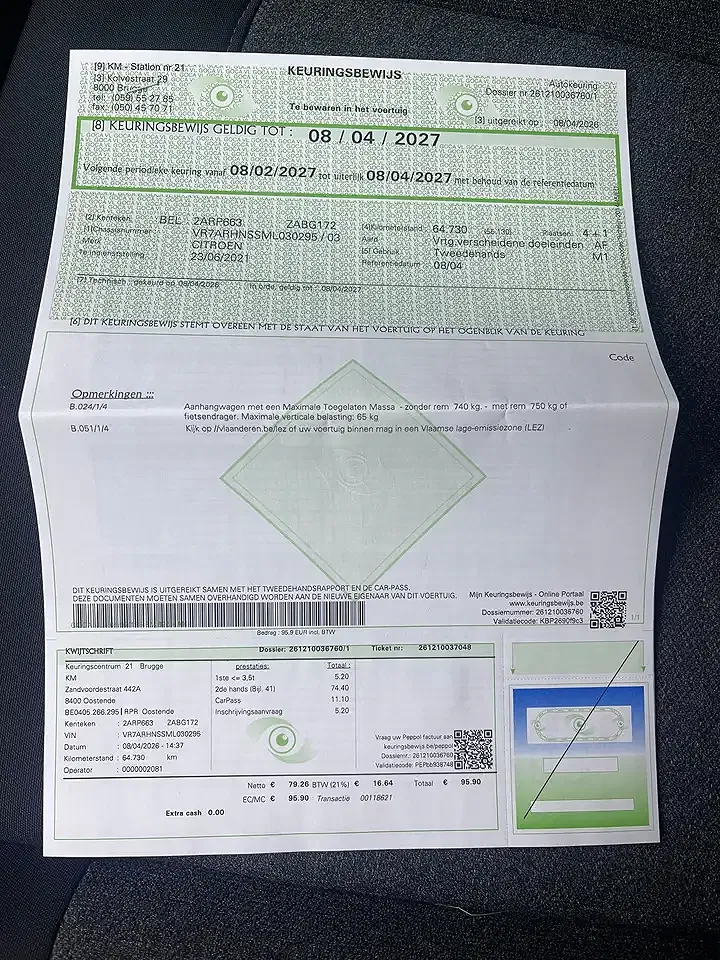 [9] KM - Station nr 21
[3] Kolvestraat 29
8000 Brugge
tel: (059) 55 27 65
fax: (050) 45 70 71
KEURINGSBEWIJS
Te bewaren in het voertuig
Autokeuring
Dossier nr 261210036760/1
[3] uitgereikt op : 08/04/2026
[8] KEURINGSBEWIJS GELDIG TOT : 08 / 04 / 2027
Volgende periodieke keuring vanaf 08/02/2027 tot uiterlijk 08/04/2027 met behoud van de referentiedatum
[2] Kenteken : BEL. 2ARP663 ZABG172
[1] Chassisnummer : VR7ARHNSSML030295 / 03
Merk CITROEN
1e indienststelling 23/06/2021
[4] Kilometerstand : 64.730 (55.130) Plaatsen: 4 + 1
Aard Vrtg.verscheidene doeleinden AF
[5] Gebruik Tweedehands M1
Referentiedatum 08/04
[7] Technisch : gekeurd op 08/04/2026 In orde, geldig tot : 08/04/2027
[6] DIT KEURINGSBEWIJS STEMT OVEREEN MET DE STAAT VAN HET VOERTUIG OP HET OGENBLIK VAN DE KEURING
Code
Opmerkingen :::
B.024/1/4 Aanhangwagen met een Maximale Toegelaten Massa - zonder rem 740 kg. - met rem 750 kg of
fietsendrager. Maximale verticale belasting: 65 kg
B.051/1/4 Kijk op //vlaanderen.be/lez of uw voertuig binnen mag in een Vlaamse lage-emissiezone (LEZ)
DIT KEURINGSBEWIJS IS UITGEREIKT SAMEN MET HET TWEEDEHANDSRAPPORT EN DE CAR-PASS.
DEZE DOCUMENTEN MOETEN SAMEN OVERHANDIGD WORDEN AAN DE NIEUWE EIGENAAR VAN DIT VOERTUIG.
Mijn Keuringsbewijs - Online Portaal
www.keuringsbewijs.be
Dossiernummer: 261210036760
Validatiecode: KBP2690f9c3
1/1
Bedrag : 95.9 EUR incl. BTW
KWIJTSCHRIFT Dossier: 261210036760/1 Ticket nr: 261210037048
Keuringscentrum 21 Brugge
KM
Zandvoordestraat 442A
8400 Oostende
BE0405.266.295 | RPR Oostende
Kenteken : 2ARP663 ZABG172
VIN : VR7ARHNSSML030295
Datum : 08/04/2026 - 14:37
Kilometerstand : 64.730 km
Operator : 0000002081
prestaties: Totaal :
1ste <= 3,5t 5.20
2de hands (Bijl. 41) 74.40
CarPass 11.10
Inschrijvingsaanvraag 5.20
Vraag uw Peppol factuur aan
keuringsbewijs.be/peppol
Dossiernr.: 261210036760
Validatiecode: PEPbb938748
Netto € 79.26 BTW (21%) € 16.64 Totaal € 95.90
EC/MC € 95.90 Transactie 00118621
Extra cash 0.00